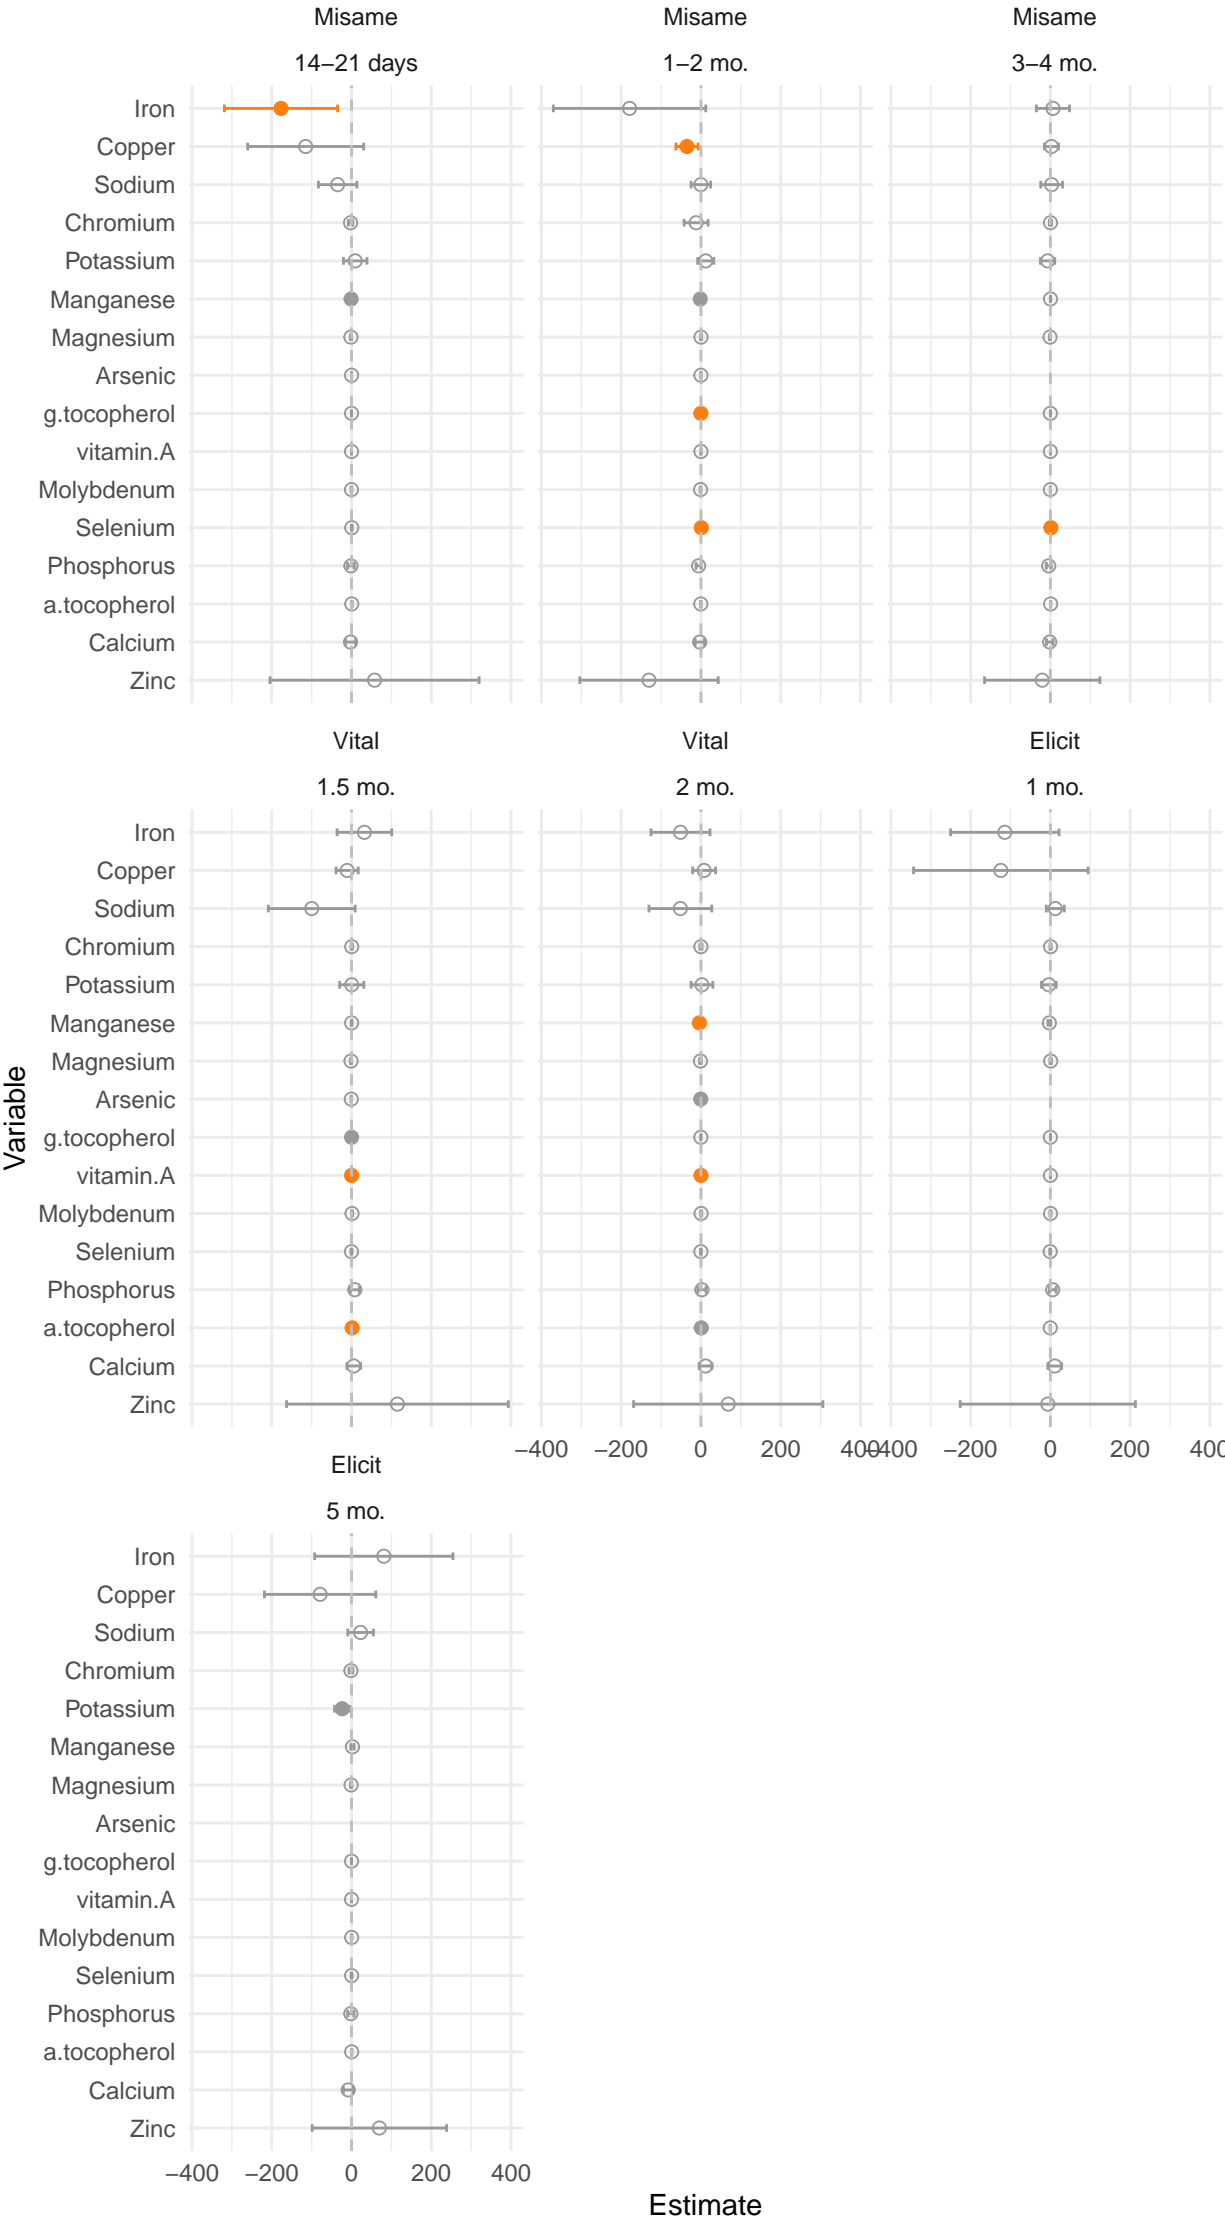 Misame Misame Misame
14−21 days 1−2 mo. 3−4 mo.
Iron
Copper
Sodium
Chromium
Potassium
Manganese
Magnesium
Arsenic
g.tocopherol
vitamin.A
Molybdenum
Selenium
Phosphorus
a.tocopherol
Calcium
Zinc
Vital Vital Elicit
1.5 mo. 2 mo. 1 mo.
Iron
Copper
Sodium
Chromium
Potassium
Manganese
Magnesium
Arsenic
g.tocopherol
vitamin.A
Molybdenum
Selenium
Phosphorus
a.tocopherol
Calcium
Zinc
Variable
−400 −200 0 200 400 −400 −200 0 200 400
Elicit
5 mo.
Iron
Copper
Sodium
Chromium
Potassium
Manganese
Magnesium
Arsenic
g.tocopherol
vitamin.A
Molybdenum
Selenium
Phosphorus
a.tocopherol
Calcium
Zinc
−400 −200 0 200 400
Estimate